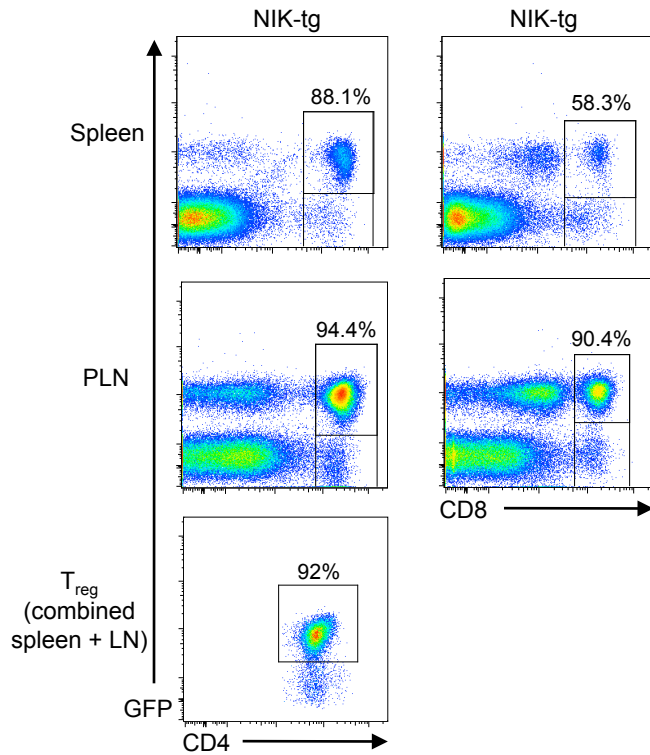 NIK-tg NIK-tg
88.1% 58.3%
Spleen
94.4% 90.4%
PLN
CD8
T_reg
(combined
spleen + LN)
92%
GFP
CD4